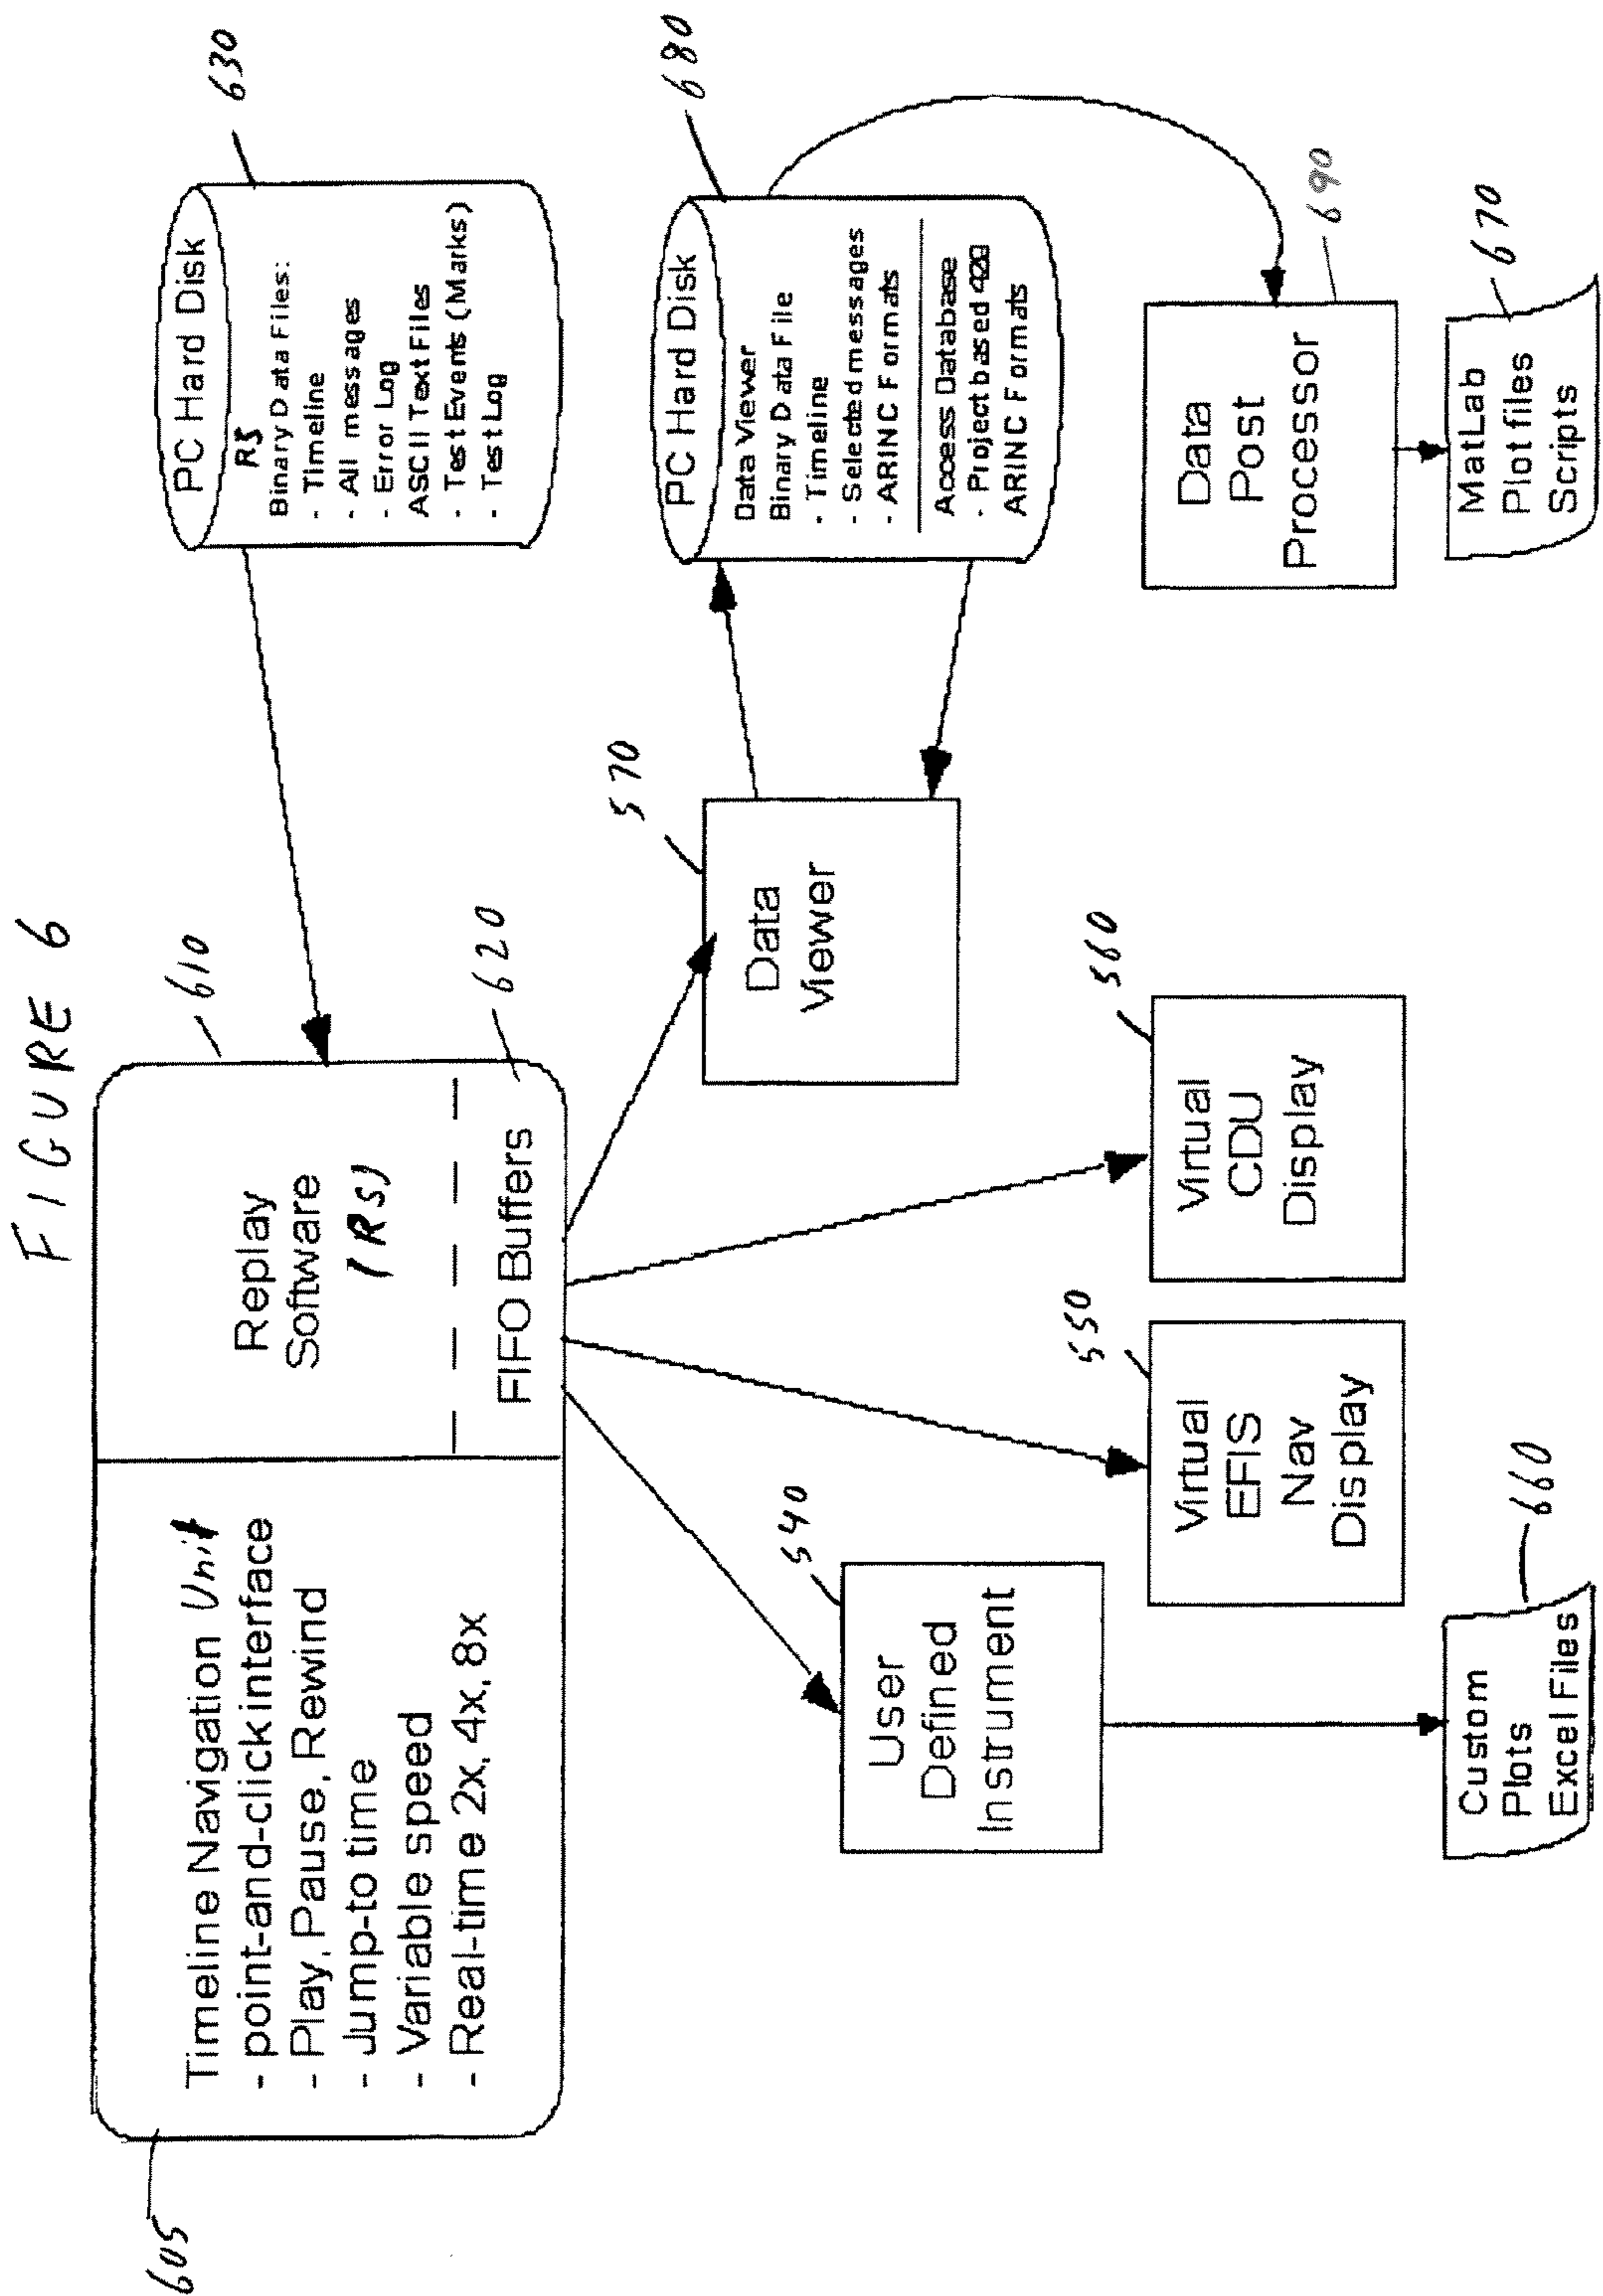 FIGURE 6
605
Timeline Navigation Unit
- point-and-click interface
- Play, Pause, Rewind
- Jump-to time
- Variable speed
- Real-time 2x, 4x, 8x
610
Replay
Software
(RS)
620
FIFO Buffers
630
PC Hard Disk
RS
Binary Data Files:
- Timeline
- All messages
- Error Log
ASCII Text Files
- Test Events (Marks)
- Test Log
540
User
Defined
Instrument
550
Virtual
EFIS
Nav
Display
560
Virtual
CDU
Display
570
Data
Viewer
680
PC Hard Disk
Data Viewer
Binary Data File
- Timeline
- Selected messages
- ARINC Formats
Access Database
- Project based
ARINC Formats
690
Data
Post
Processor
660
Custom
Plots
Excel Files
670
MatLab
Plot files
Scripts